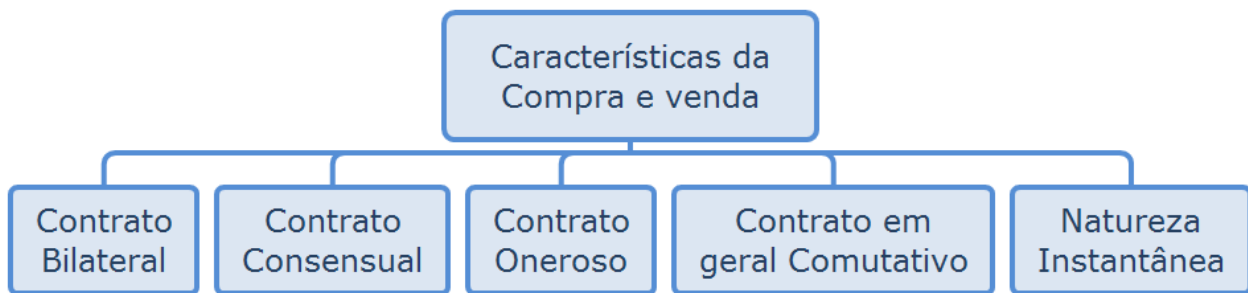 Características da
Compra e venda
Contrato
Bilateral
Contrato
Consensual
Contrato
Oneroso
Contrato em
geral Comutativo
Natureza
Instantânea